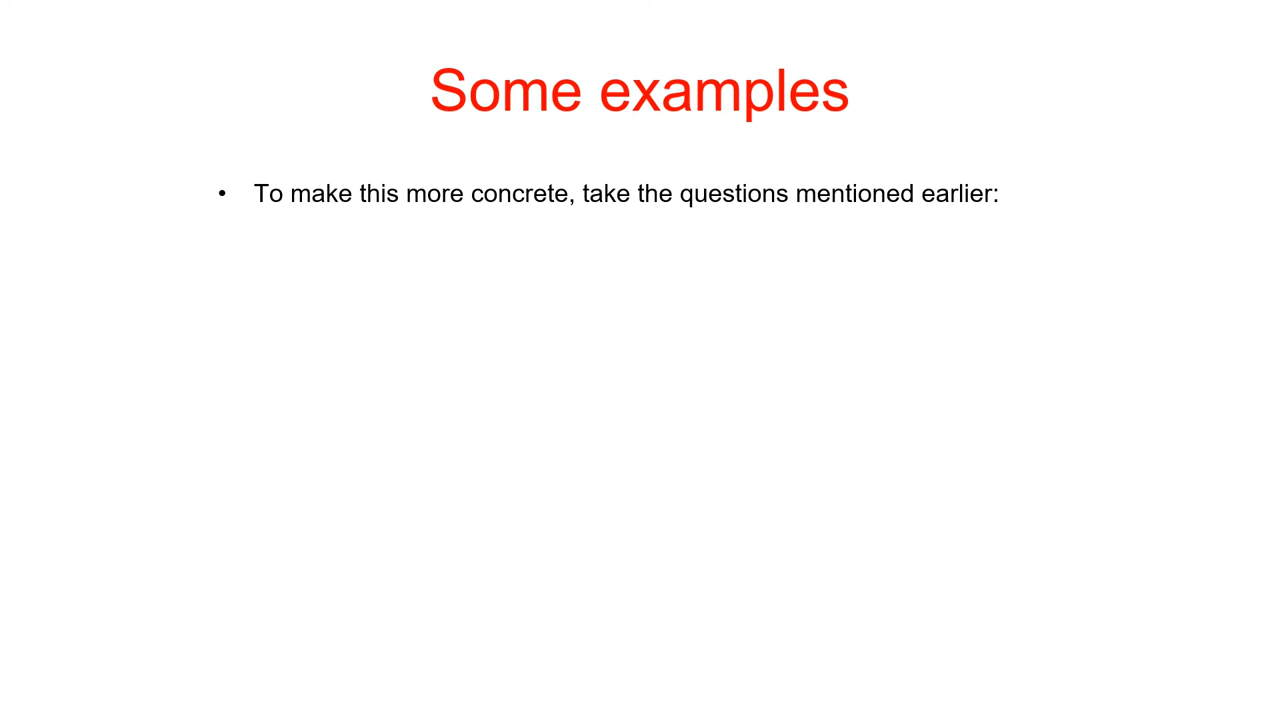 Some examples
• To make this more concrete, take the questions mentioned earlier: